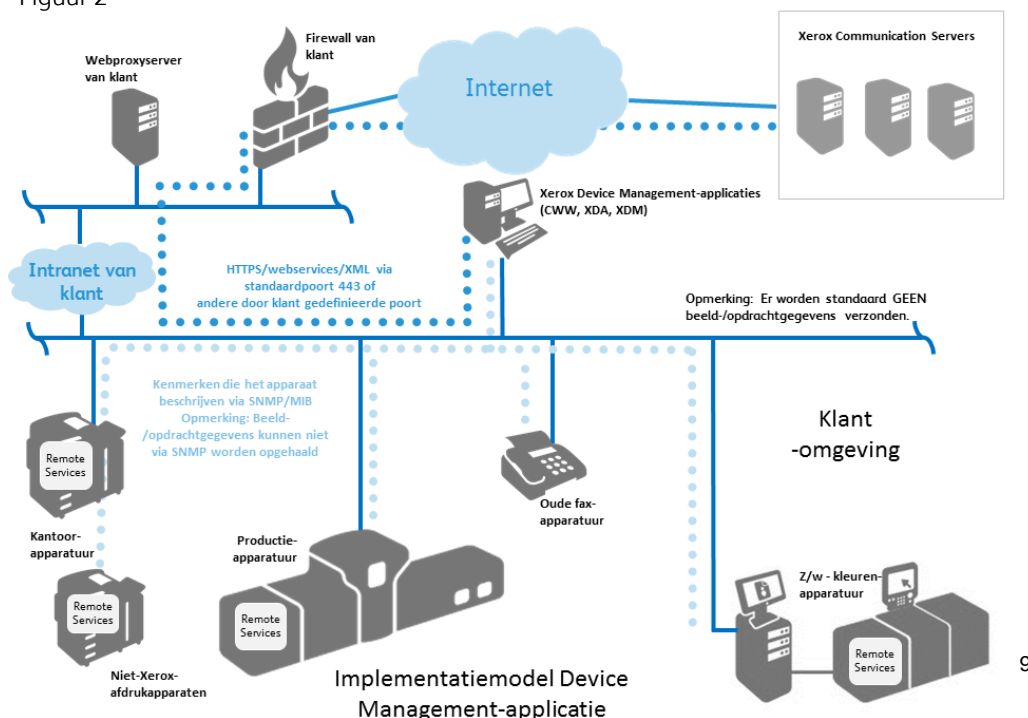 Figuur 2
Webproxyserver
van klant
Firewall van
klant
Internet
Xerox Communication Servers
Xerox Device Management-applicaties
(CWW, XDA, XDM)
Intranet van
klant
HTTPS/webservices/XML via
standaardpoort 443 of
andere door klant gedefinieerde poort
Opmerking: Er worden standaard GEEN
beeld-/opdrachtgegevens verzonden.
Kenmerken die het apparaat
beschrijven via SNMP/MIB
Opmerking: Beeld-
/opdrachtgegevens kunnen niet
via SNMP worden opgehaald
Klant
-omgeving
Remote
Services
Kantoor-
apparatuur
Productie-
apparatuur
Oude fax-
apparatuur
Z/w - kleuren-
apparatuur
Remote
Services
Remote
Services
Remote
Services
Niet-Xerox-
afdrukapparaten
Implementatiemodel Device
Management-applicatie
9